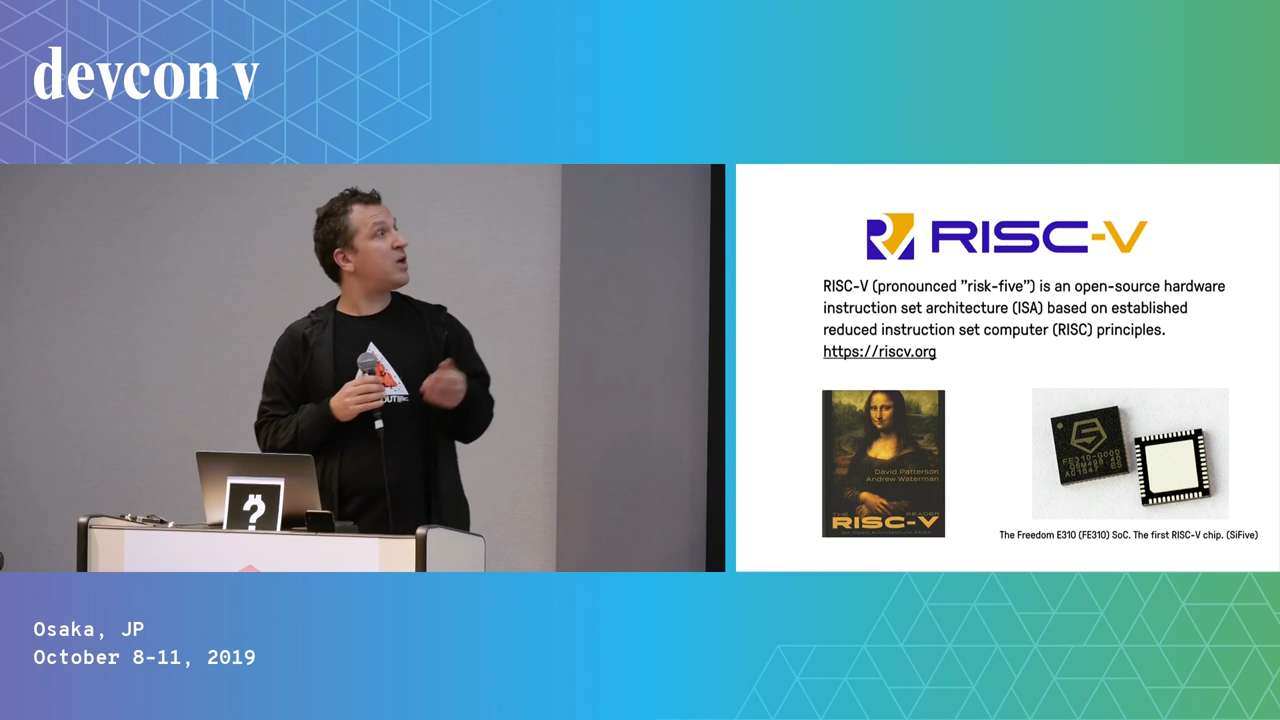 devcon v
?
RISC-V
RISC-V (pronounced ”risk-five”) is an open-source hardware
instruction set architecture (ISA) based on established
reduced instruction set computer (RISC) principles.
https://riscv.org
David Patterson
Andrew Waterman
THE READER
RISC-V
FE310-G000
The Freedom E310 (FE310) SoC. The first RISC-V chip. (SiFive)
Osaka, JP
October 8-11, 2019